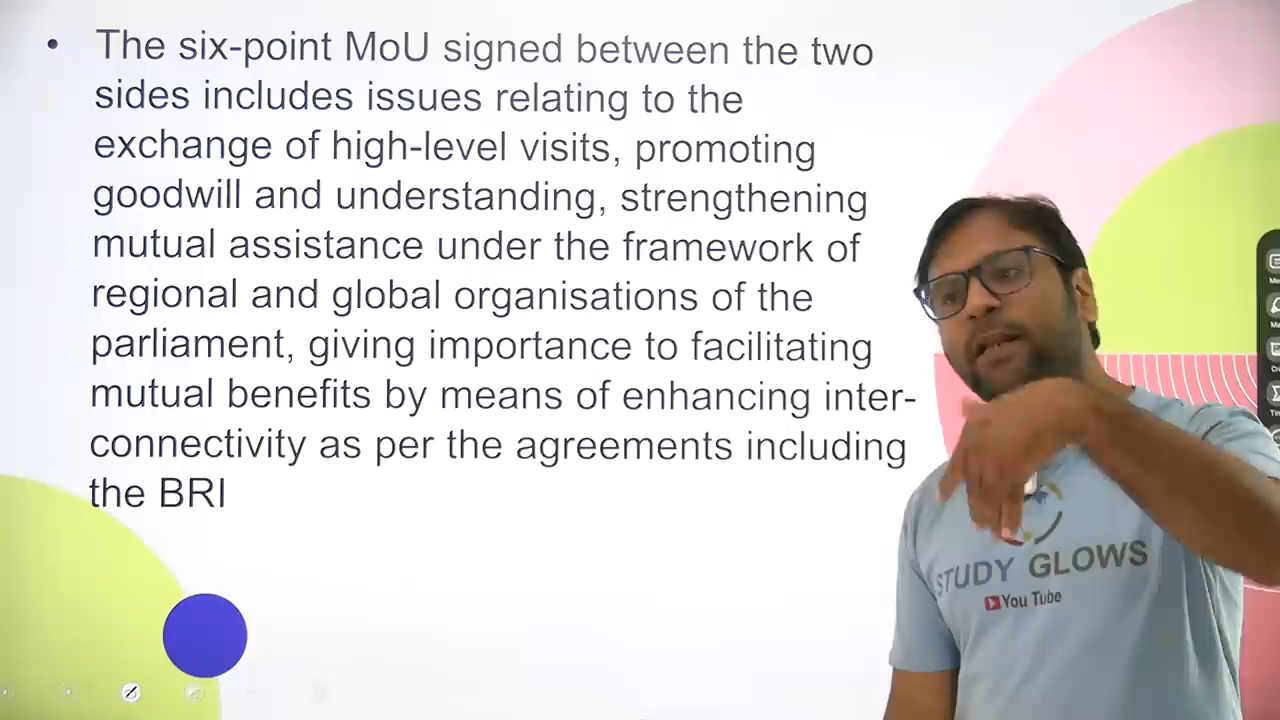 • The six-point MoU signed between the two
sides includes issues relating to the
exchange of high-level visits, promoting
goodwill and understanding, strengthening
mutual assistance under the framework of
regional and global organisations of the
parliament, giving importance to facilitating
mutual benefits by means of enhancing inter-
connectivity as per the agreements including
the BRI
STUDY GLOWS
You Tube